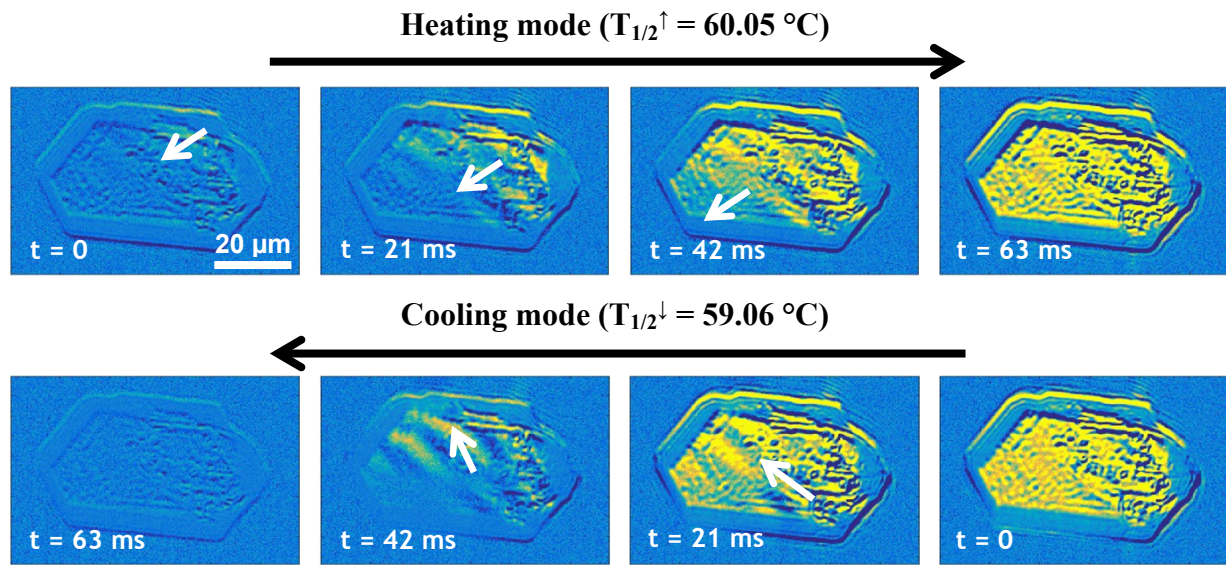 Heating mode (T1/2↑ = 60.05 °C)
t = 0
20 µm
t = 21 ms
t = 42 ms
t = 63 ms
Cooling mode (T1/2↓ = 59.06 °C)
t = 63 ms
t = 42 ms
t = 21 ms
t = 0